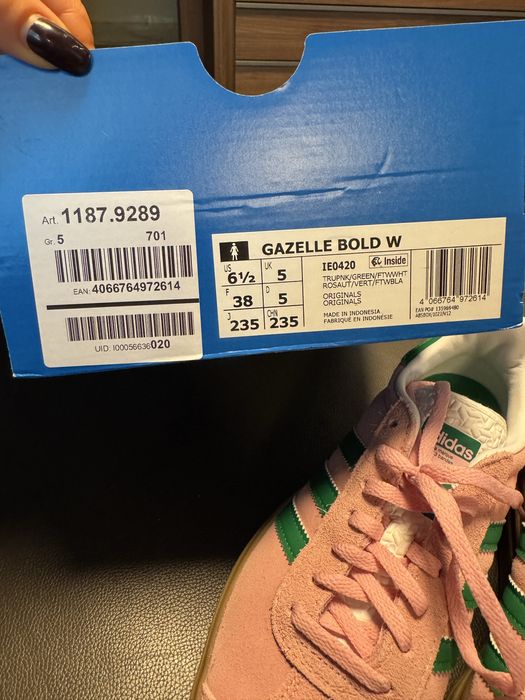 Art. 1187.9289
Gr. 5 701
EAN: 4066764972614
UID: I00056636020
GAZELLE BOLD W
US 6½ UK 5
F 38 D 5
J 235 CHN 235
IE0420 Inside
TRUPNK/GREEN/FTWWHT
ROSAUT/VERT/FTWBLA
ORIGINALS
ORIGINALS
MADE IN INDONESIA
FABRIQUÉ EN INDONÉSIE
4 066764 972614
adidas